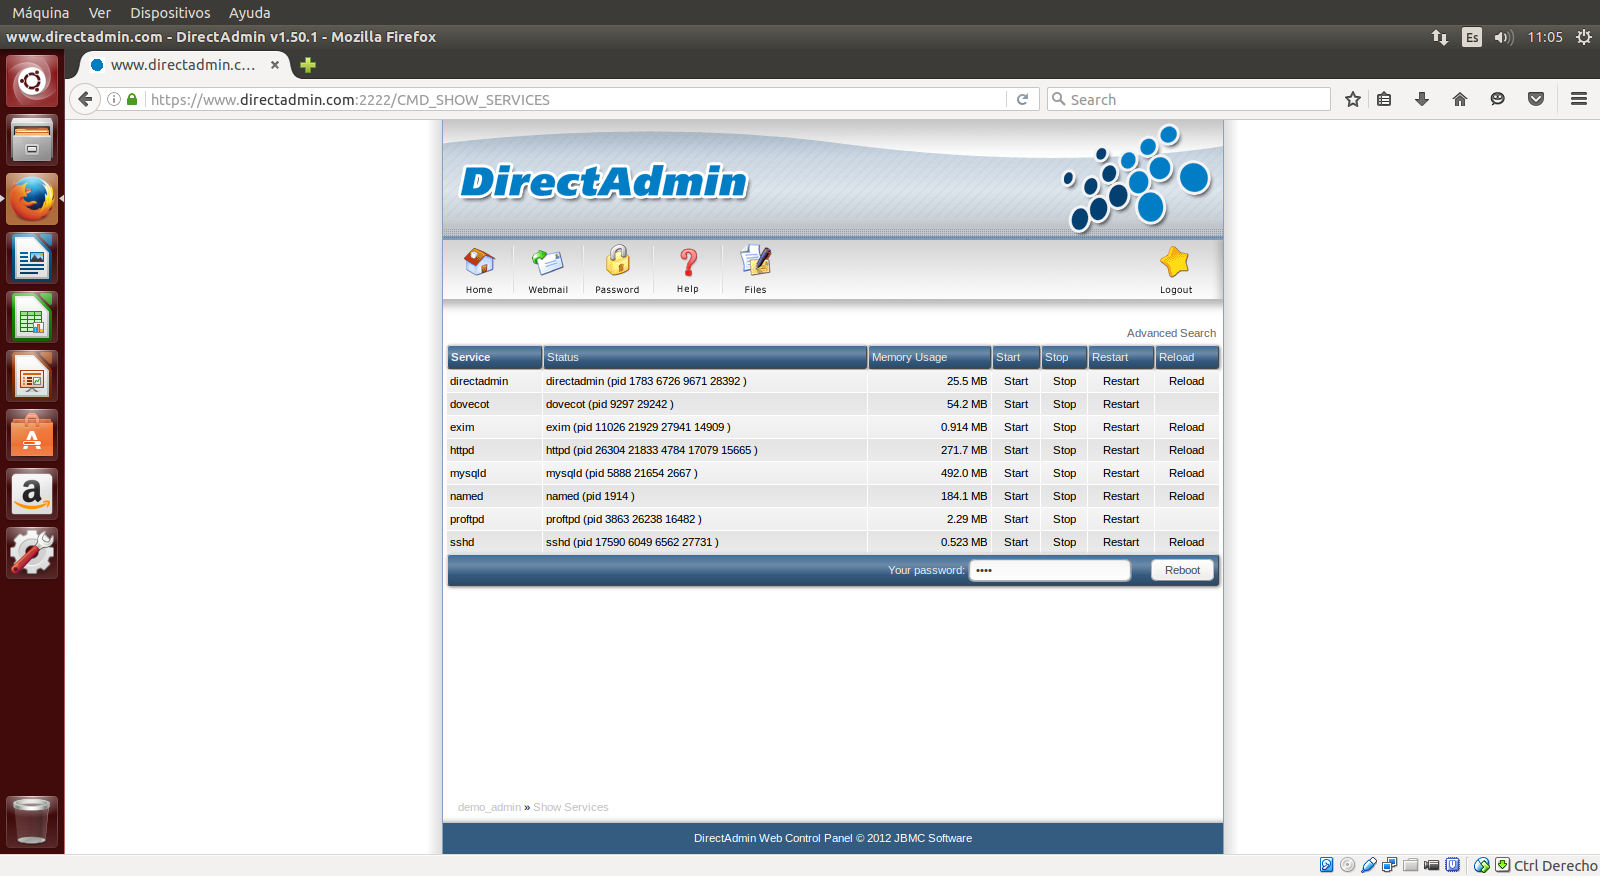 Máquina Ver Dispositivos Ayuda
www.directadmin.com - DirectAdmin v1.50.1 - Mozilla Firefox Es 11:05
www.directadmin.c...
https://www.directadmin.com:2222/CMD_SHOW_SERVICES Search
DirectAdmin
Home Webmail Password Help Files Logout
Advanced Search
Service Status Memory Usage Start Stop Restart Reload
directadmin directadmin (pid 1783 6726 9671 28392 ) 25.5 MB Start Stop Restart Reload
dovecot dovecot (pid 9297 29242 ) 54.2 MB Start Stop Restart
exim exim (pid 11026 21929 27941 14909 ) 0.914 MB Start Stop Restart Reload
httpd httpd (pid 26304 21833 4784 17079 15665 ) 271.7 MB Start Stop Restart Reload
mysqld mysqld (pid 5888 21654 2667 ) 492.0 MB Start Stop Restart Reload
named named (pid 1914 ) 184.1 MB Start Stop Restart Reload
proftpd proftpd (pid 3863 26238 16482 ) 2.29 MB Start Stop Restart
sshd sshd (pid 17590 6049 6562 27731 ) 0.523 MB Start Stop Restart Reload
Your password: •••• Reboot
demo_admin » Show Services
DirectAdmin Web Control Panel © 2012 JBMC Software
Ctrl Derecho